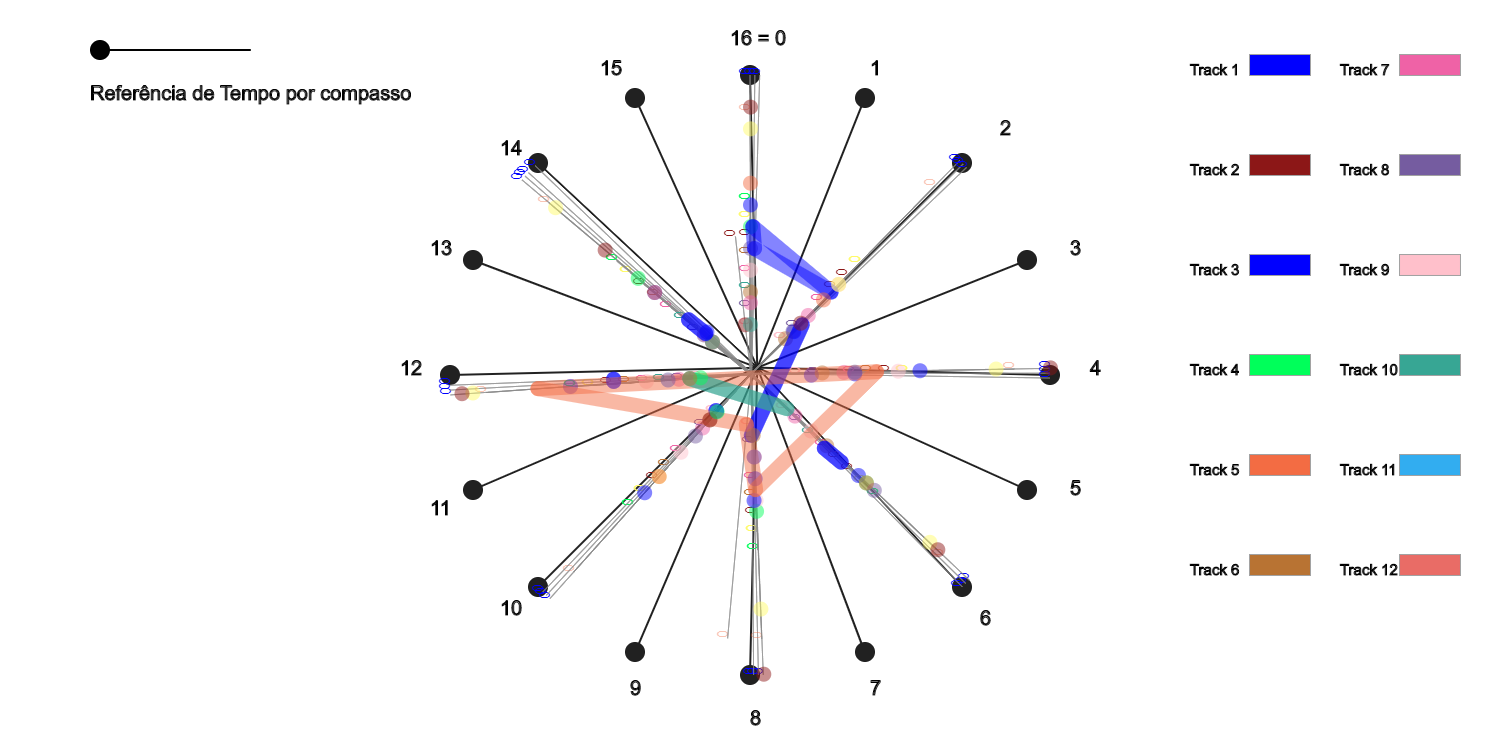 16 = 0
15
1
Track 1
Track 7
Referência de Tempo por compasso
2
14
Track 2
Track 8
13
3
Track 3
Track 9
12
4
Track 4
Track 10
11
5
Track 5
Track 11
10
6
Track 6
Track 12
9
7
8